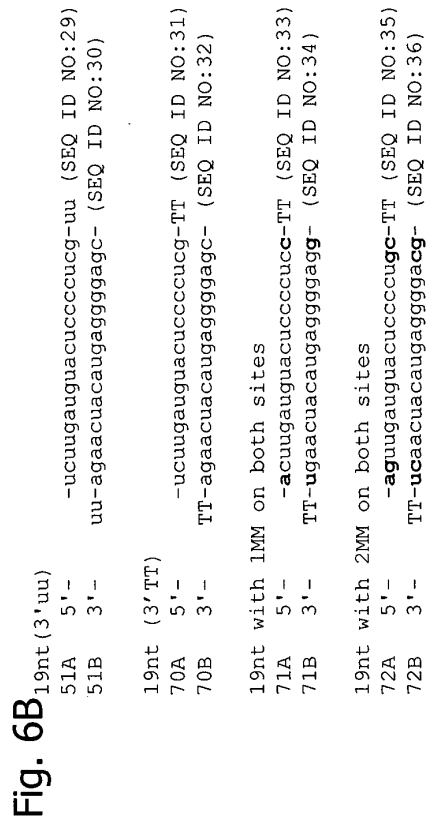 Fig. 6B
19nt(3'uu)
51A 5'- -ucuugauguacuccccucg-uu (SEQ ID NO:29)
51B 3'- uu-agaacuacaugaggggagc- (SEQ ID NO:30)
19nt (3'TT)
70A 5'- -ucuugauguacuccccucg-TT (SEQ ID NO:31)
70B 3'- TT-agaacuacaugaggggagc- (SEQ ID NO:32)
19nt with 1MM on both sites
71A 5'- -acuugauguacuccccucc-TT (SEQ ID NO:33)
71B 3'- TT-ugaacuacaugaggggagg- (SEQ ID NO:34)
19nt with 2MM on both sites
72A 5'- -aguugauguacuccccugc-TT (SEQ ID NO:35)
72B 3'- TT-ucaacuacaugaggggacg- (SEQ ID NO:36)